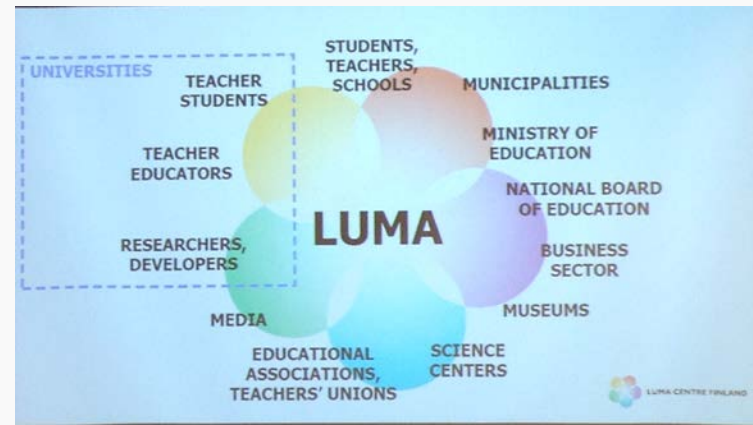 UNIVERSITIES
TEACHER
STUDENTS
TEACHER
EDUCATORS
RESEARCHERS,
DEVELOPERS
MEDIA
EDUCATIONAL
ASSOCIATIONS,
TEACHERS' UNIONS
STUDENTS,
TEACHERS,
SCHOOLS
MUNICIPALITIES
MINISTRY OF
EDUCATION
NATIONAL BOARD
OF EDUCATION
BUSINESS
SECTOR
MUSEUMS
SCIENCE
CENTERS
LUMA
LUMA CENTRE FINLAND